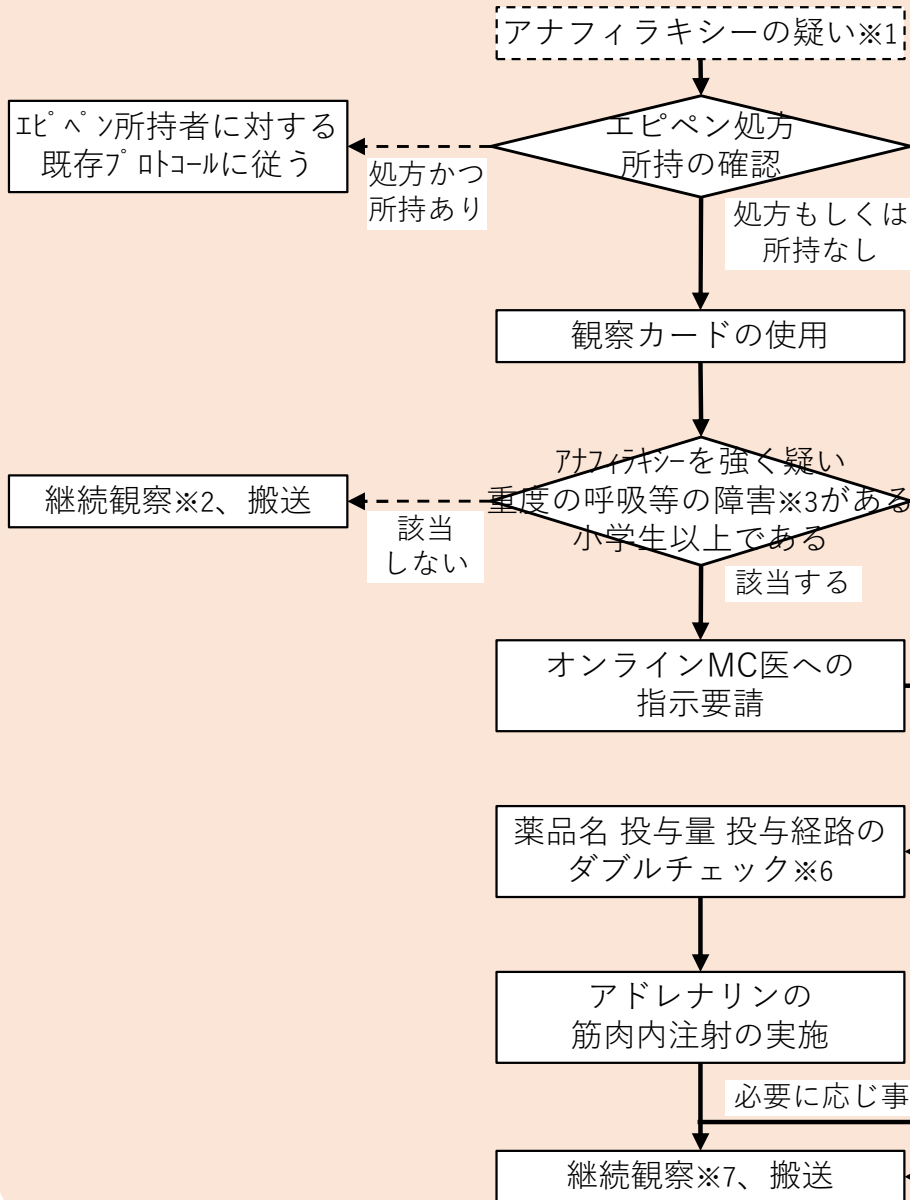 アナフィラキシーの疑い※1
エピペン処方
所持の確認
ｴﾋﾟﾍﾟﾝ所持者に対する
既存ﾌﾟﾛﾄｺｰﾙに従う
処方かつ
所持あり
処方もしくは
所持なし
観察カードの使用
ｱﾅﾌｨﾗｷｼｰを強く疑い
重度の呼吸等の障害※3がある
小学生以上である
継続観察※2、搬送
該当
しない
該当する
オンラインMC医への
指示要請
薬品名 投与量 投与経路の
ダブルチェック※6
アドレナリンの
筋肉内注射の実施
必要に応じ事
継続観察※7、搬送